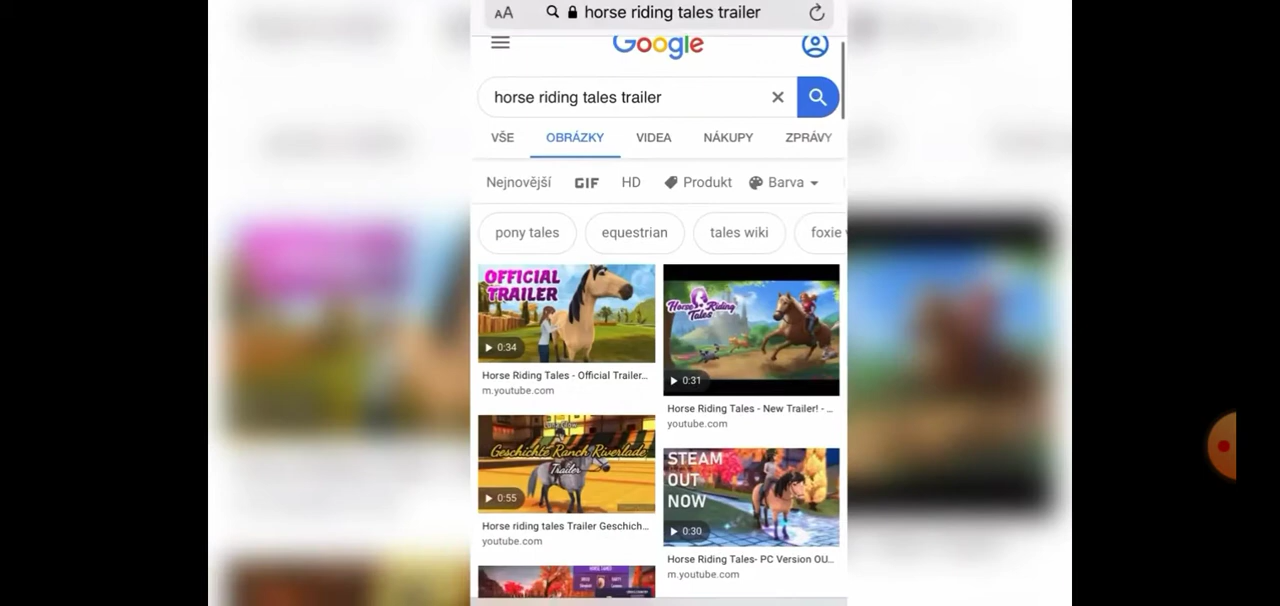 AA horse riding tales trailer
Google
horse riding tales trailer
VŠE OBRÁZKY VIDEA NÁKUPY ZPRÁVY
Nejnovější GIF HD Produkt Barva
pony tales equestrian tales wiki foxie
OFFICIAL
TRAILER
0:34
Horse Riding Tales - Official Trailer...
m.youtube.com
Horse Riding
Tales
0:31
Horse Riding Tales - New Trailer! - ...
youtube.com
Geschichte Ranch Riverlade
Trailer
0:55
Horse riding tales Trailer Geschich...
youtube.com
STEAM
OUT
NOW
0:30
Horse Riding Tales- PC Version OU...
m.youtube.com